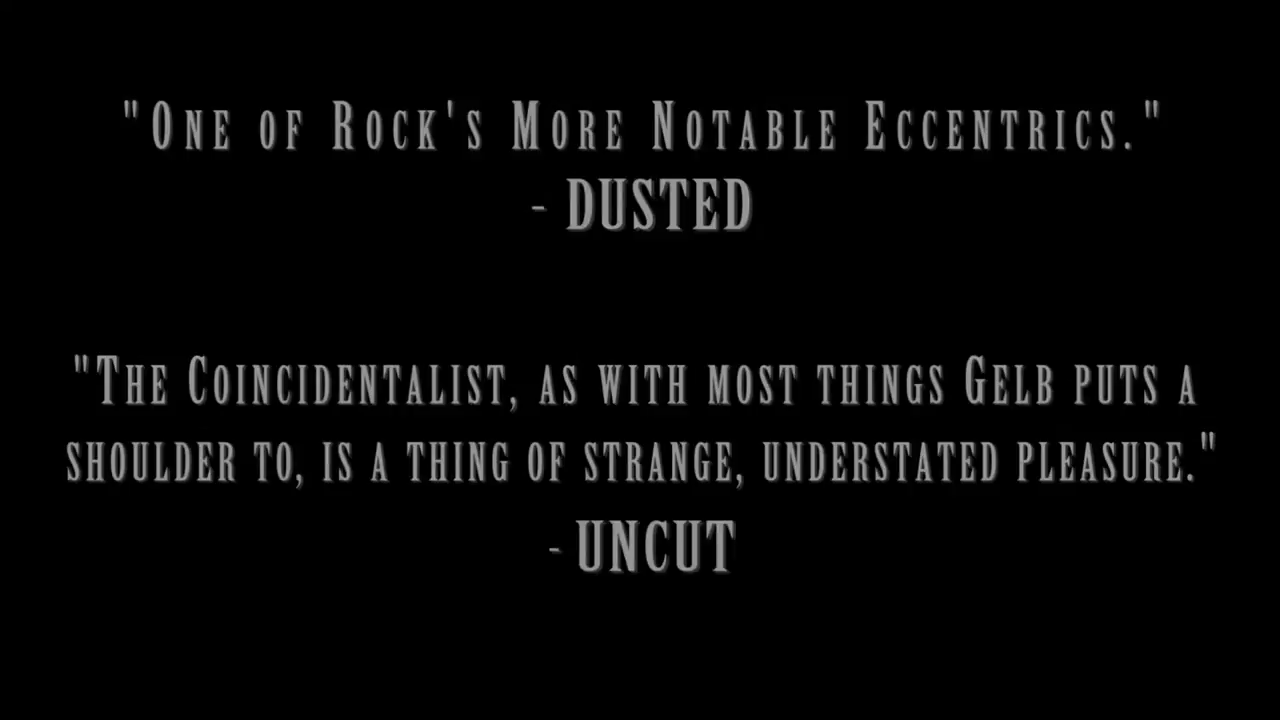 "One of Rock's More Notable Eccentrics."
- DUSTED
"The Coincidentalist, as with most things Gelb puts a
shoulder to, is a thing of strange, understated pleasure."
- UNCUT